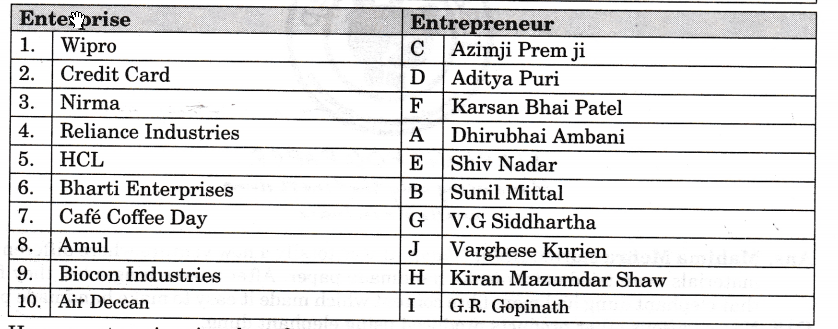 Enterprise Entrepreneur
1. Wipro C Azimji Prem ji
2. Credit Card D Aditya Puri
3. Nirma F Karsan Bhai Patel
4. Reliance Industries A Dhirubhai Ambani
5. HCL E Shiv Nadar
6. Bharti Enterprises B Sunil Mittal
7. Café Coffee Day G V.G Siddhartha
8. Amul J Varghese Kurien
9. Biocon Industries H Kiran Mazumdar Shaw
10. Air Deccan I G.R. Gopinath